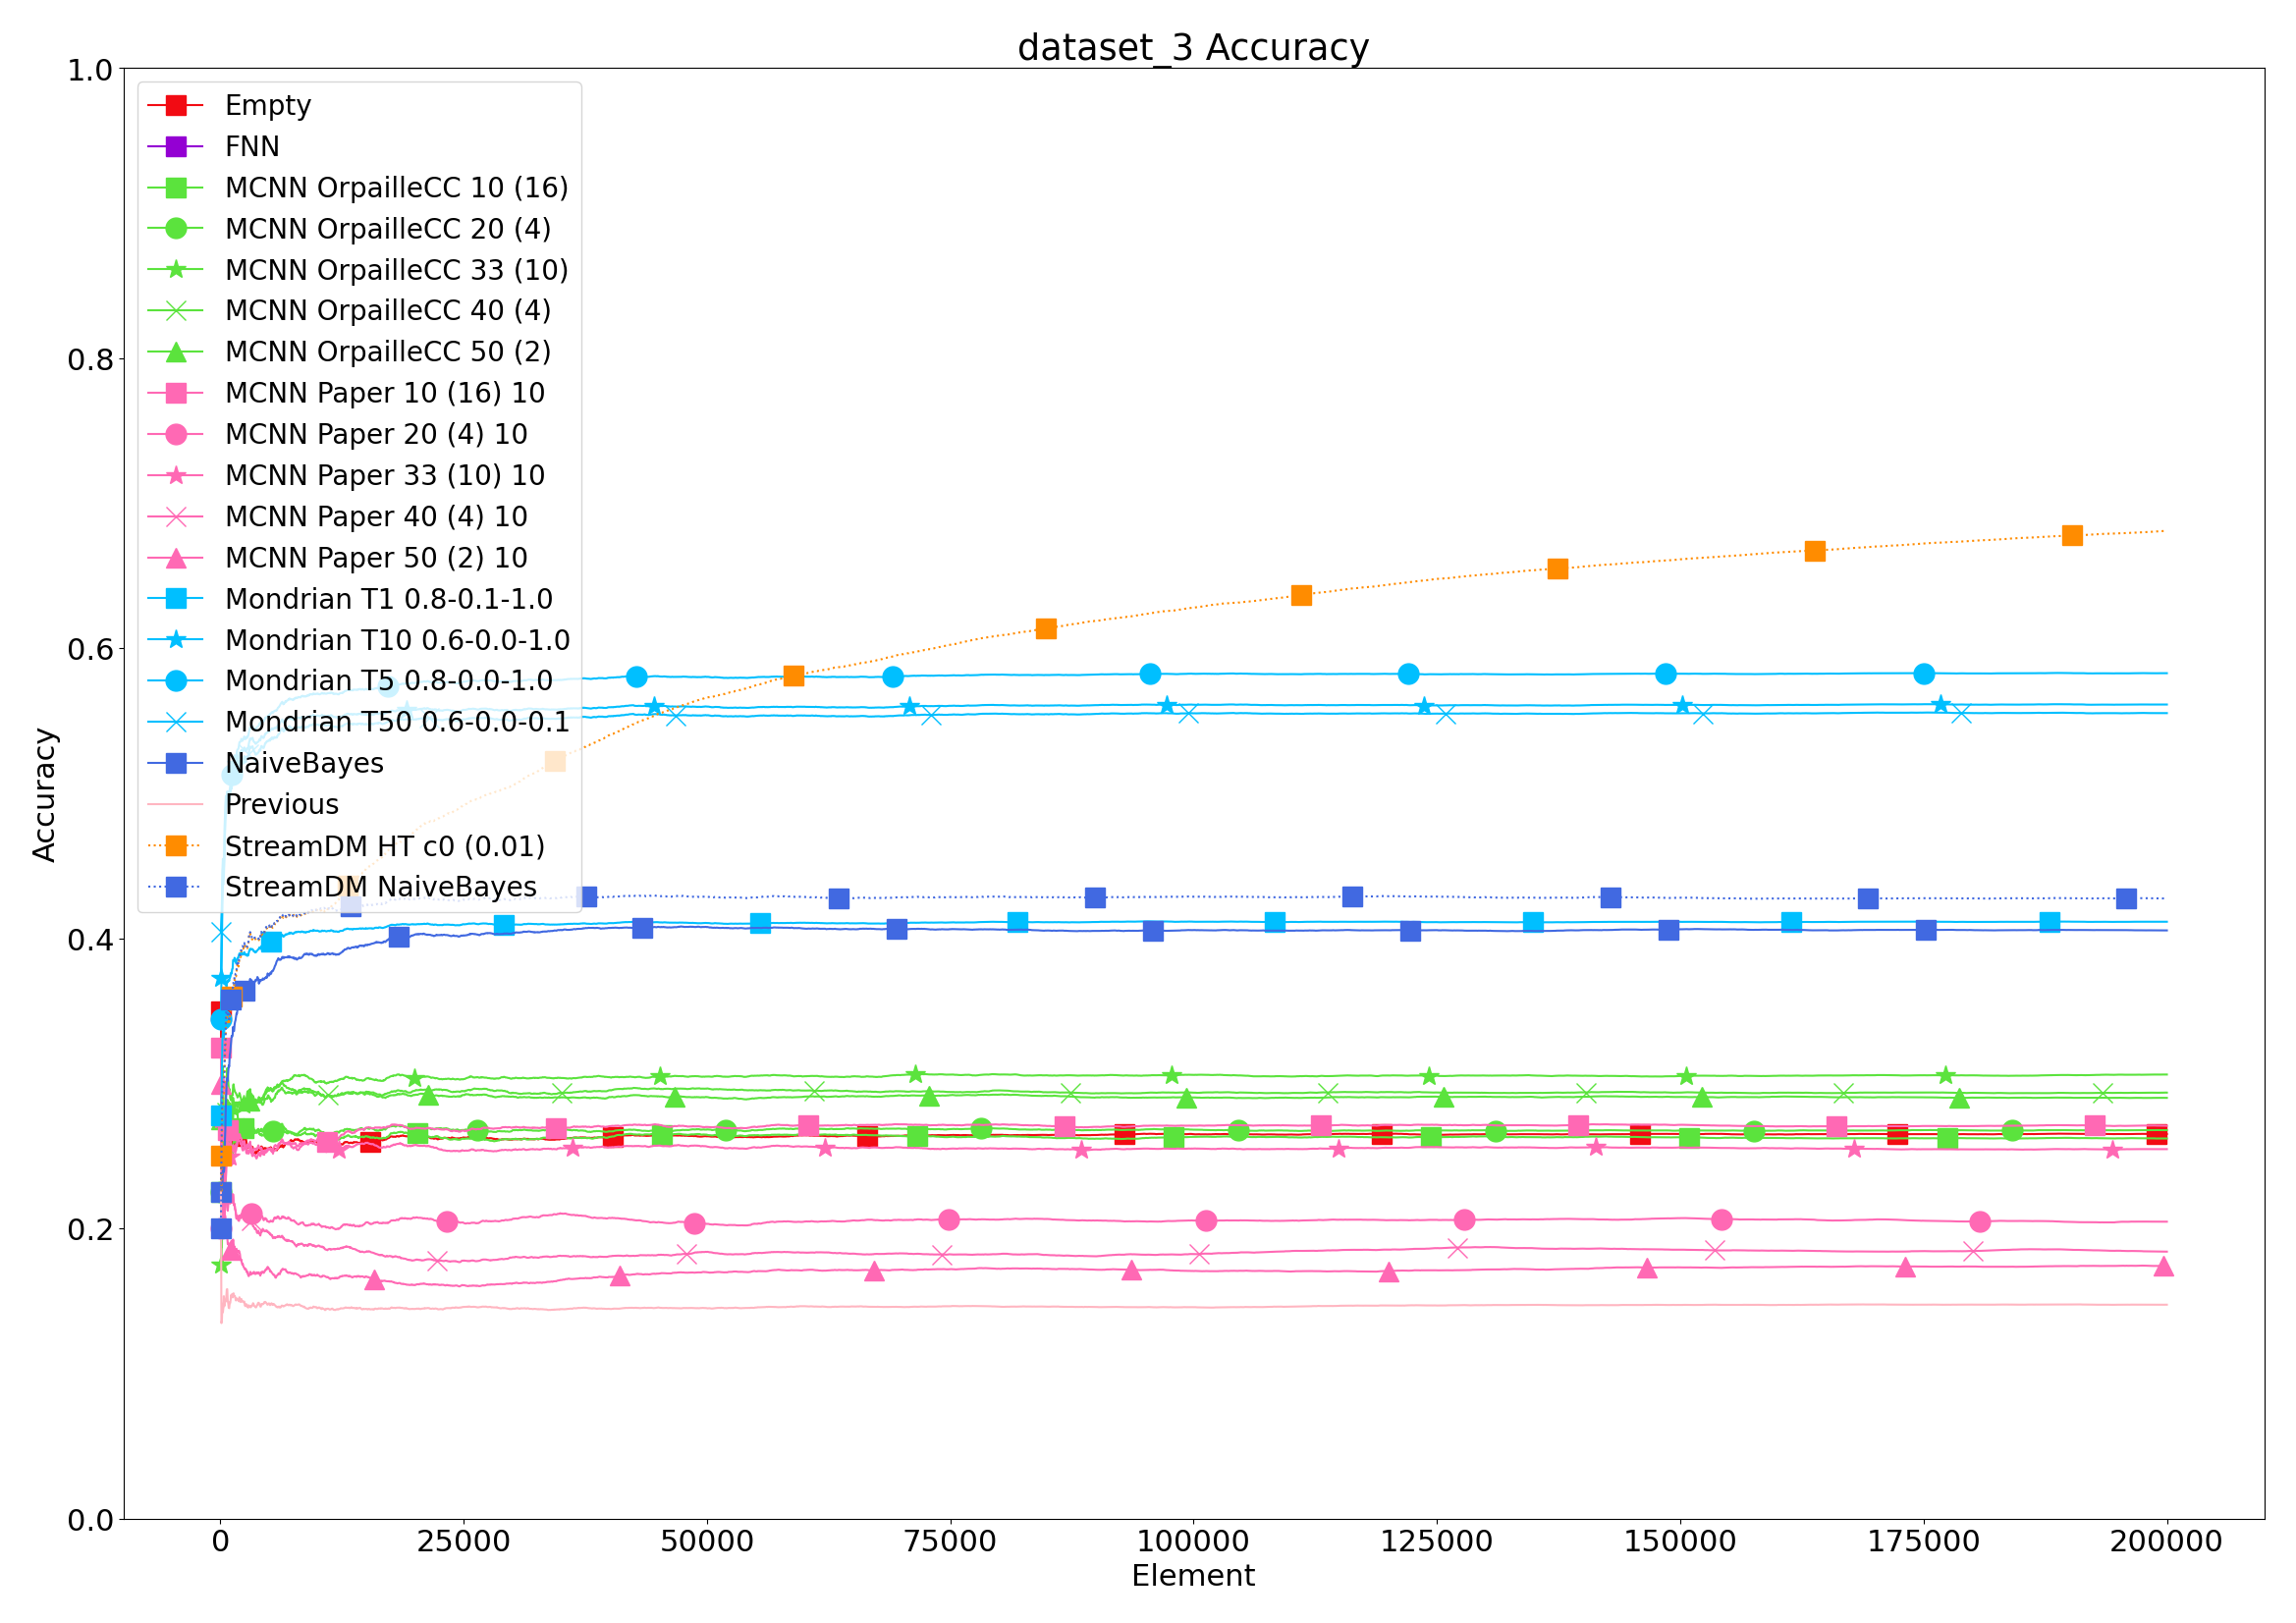 dataset_3 Accuracy
1.0
0.8
0.6
0.4
0.2
0.0
Accuracy
Empty
FNN
MCNN OrpailleCC 10 (16)
MCNN OrpailleCC 20 (4)
MCNN OrpailleCC 33 (10)
MCNN OrpailleCC 40 (4)
MCNN OrpailleCC 50 (2)
MCNN Paper 10 (16) 10
MCNN Paper 20 (4) 10
MCNN Paper 33 (10) 10
MCNN Paper 40 (4) 10
MCNN Paper 50 (2) 10
Mondrian T1 0.8-0.1-1.0
Mondrian T10 0.6-0.0-1.0
Mondrian T5 0.8-0.0-1.0
Mondrian T50 0.6-0.0-0.1
NaiveBayes
Previous
StreamDM HT c0 (0.01)
StreamDM NaiveBayes
0 25000 50000 75000 100000 125000 150000 175000 200000
Element